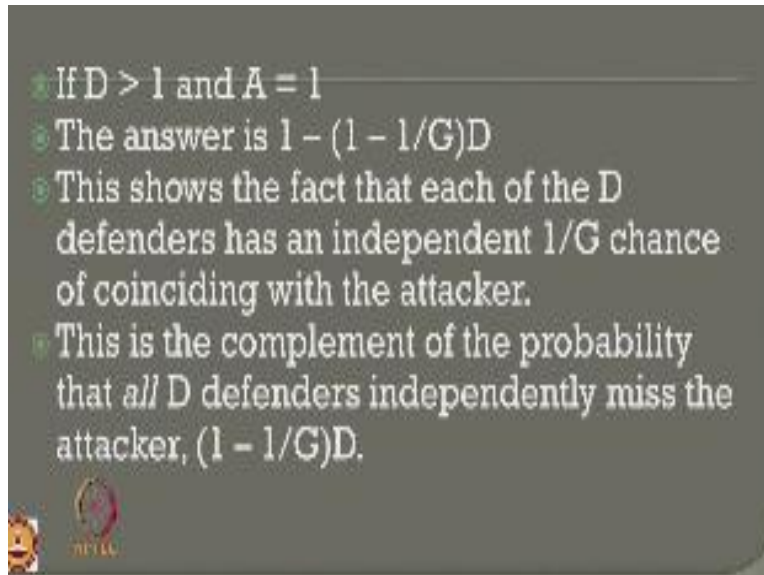 If D > 1 and A = 1
The answer is 1 – (1 – 1/G)D
This shows the fact that each of the D
defenders has an independent 1/G chance
of coinciding with the attacker.
This is the complement of the probability
that all D defenders independently miss the
attacker, (1 – 1/G)D.
NPTEL